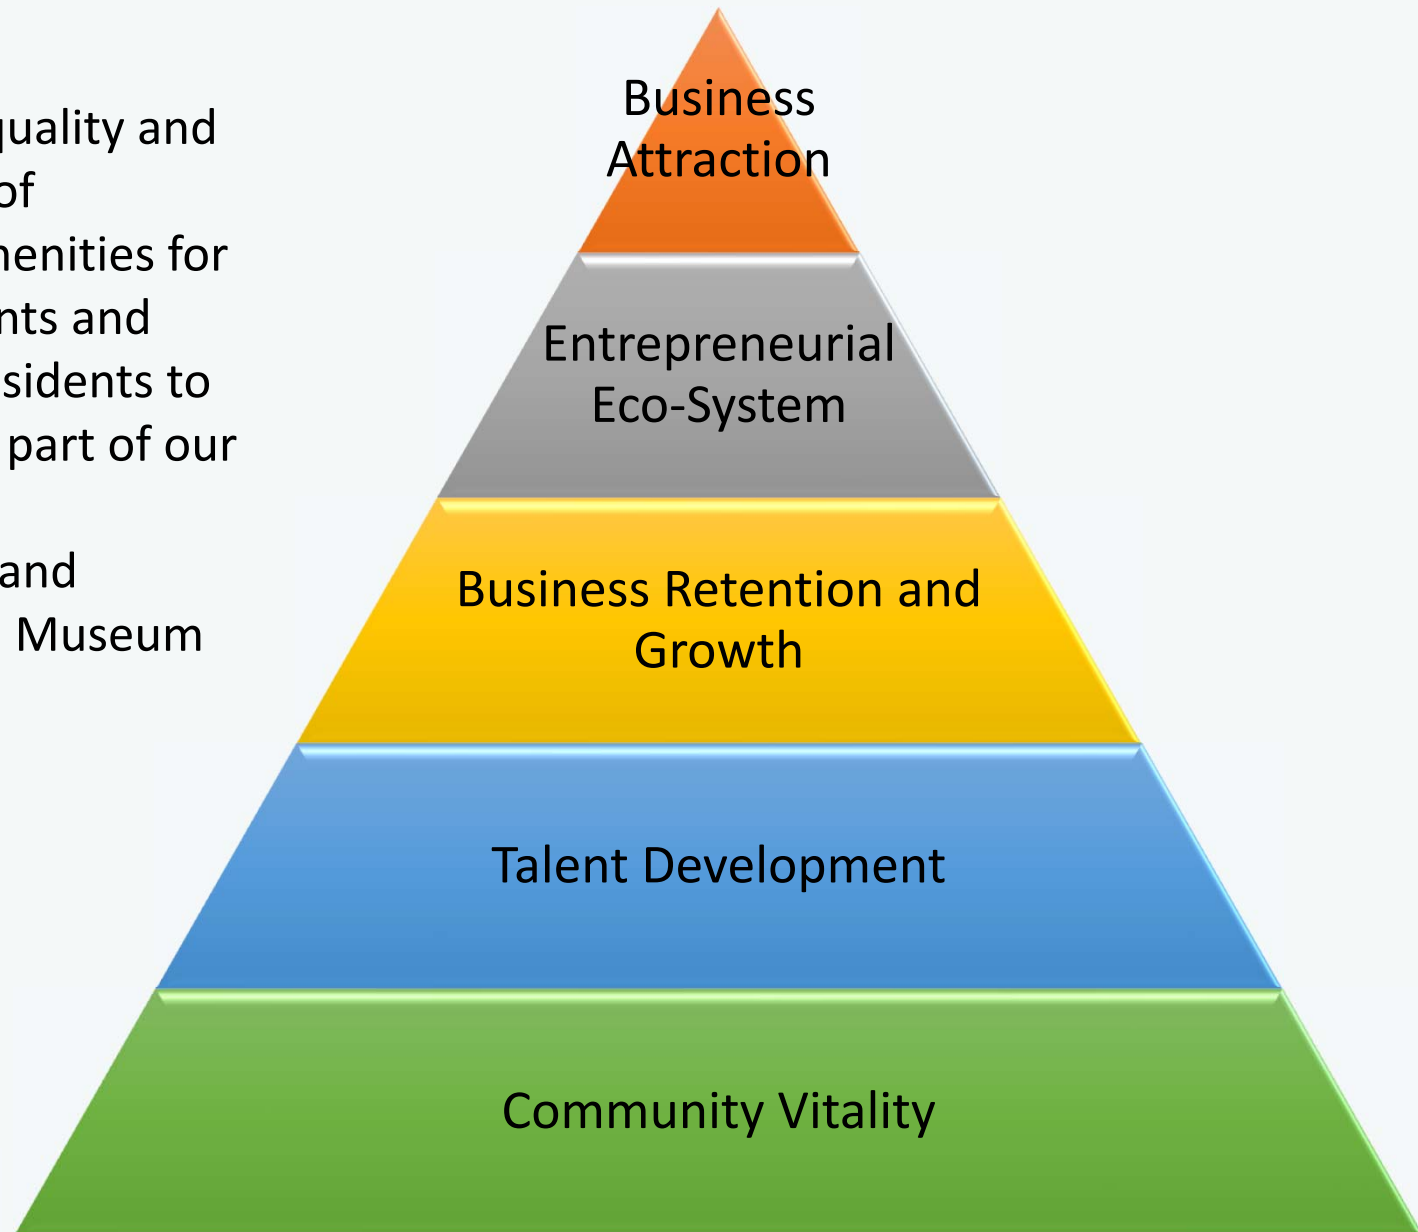 quality and
of
menities for
nts and
sidents to
part of our
and
Museum
Business
Attraction
Entrepreneurial
Eco-System
Business Retention and
Growth
Talent Development
Community Vitality